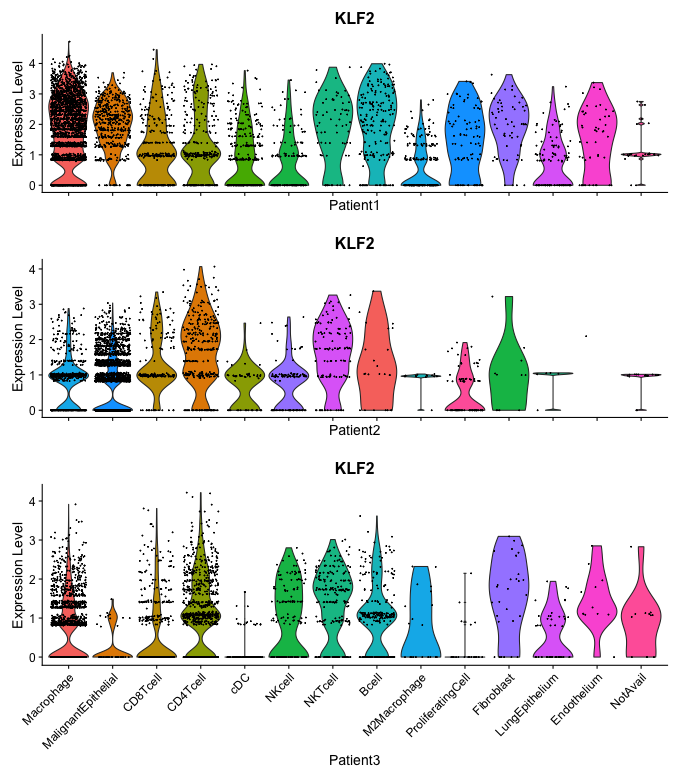 KLF2
Expression Level
4
3
2
1
0
Patient1
KLF2
Expression Level
4
3
2
1
0
Patient2
KLF2
Expression Level
4
3
2
1
0
Macrophage
MalignantEpithelial
CD8Tcell
CD4Tcell
cDC
NKcell
NKTcell
Bcell
M2Macrophage
ProliferatingCell
Fibroblast
LungEpithelium
Endothelium
NotAvail
Patient3